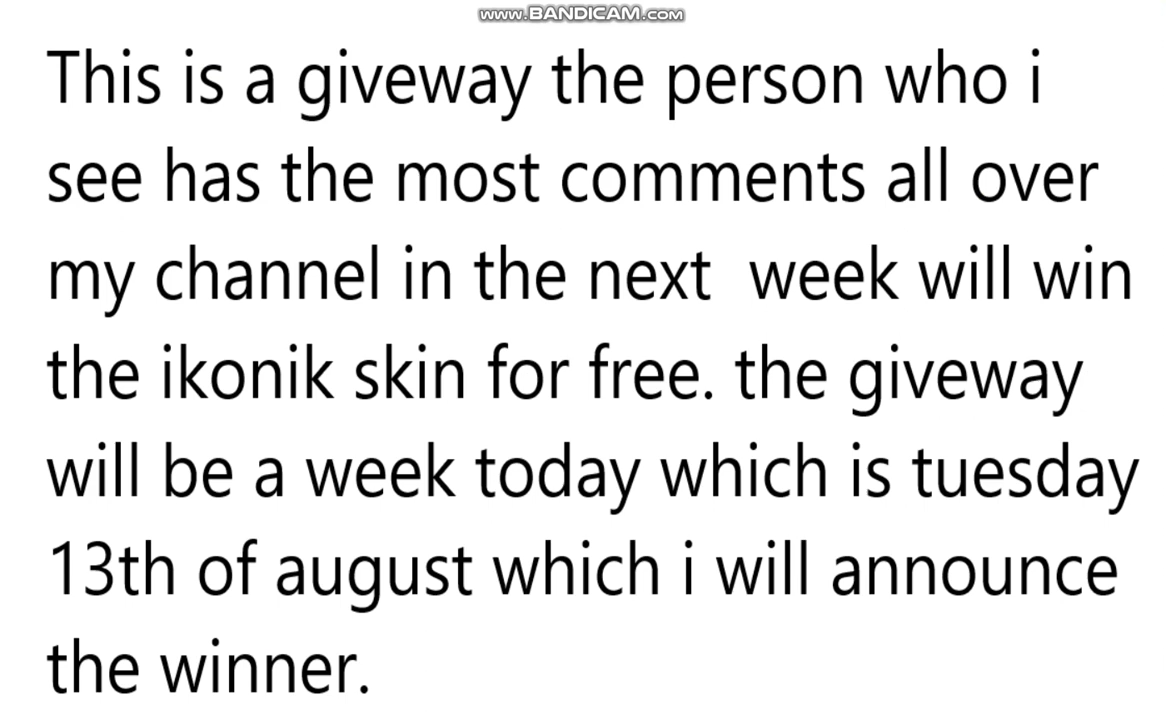 www.BANDICAM.com
This is a giveway the person who i
see has the most comments all over
my channel in the next  week will win
the ikonik skin for free. the giveway
will be a week today which is tuesday
13th of august which i will announce
the winner.